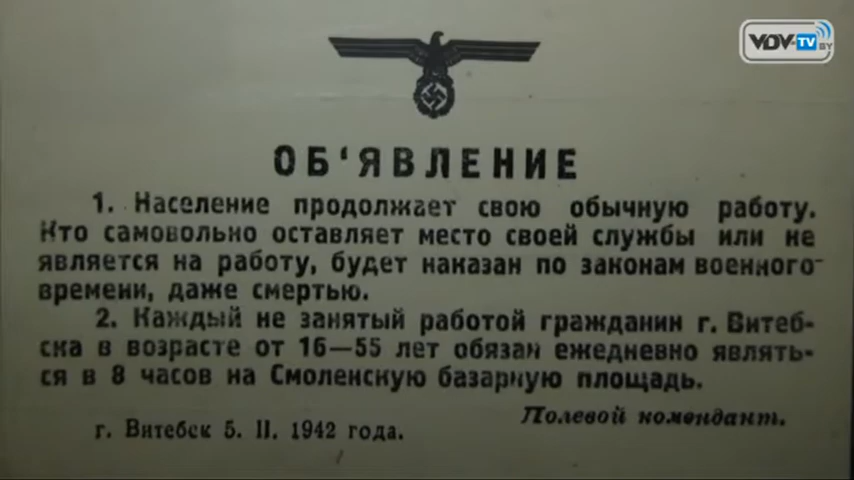 VDV-TV BY
ОБ'ЯВЛЕНИЕ
1. Население продолжает свою обычную работу.
Кто самовольно оставляет место своей службы или не
является на работу, будет наказан по законам военного
времени, даже смертью.
2. Каждый не занятый работой гражданин г. Витеб-
ска в возрасте от 16—55 лет обязан ежедневно являть-
ся в 8 часов на Смоленскую базарную площадь.
Полевой комендант.
г. Витебск 5. II. 1942 года.